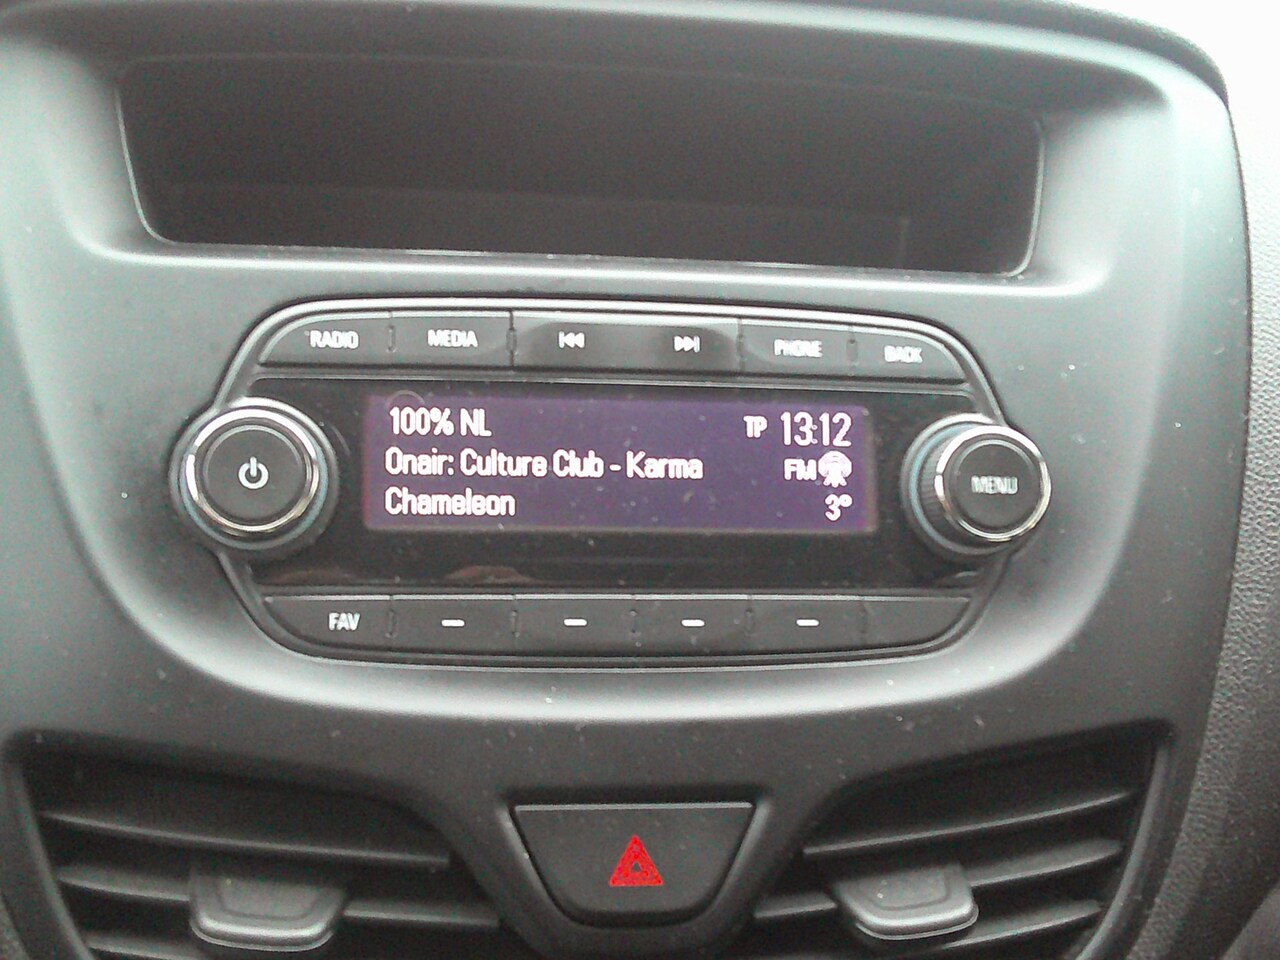 RADIO MEDIA PHONE BACK
100% NL TP 13:12
Onair: Culture Club - Karma FM
Chameleon 3°
MENU
FAV